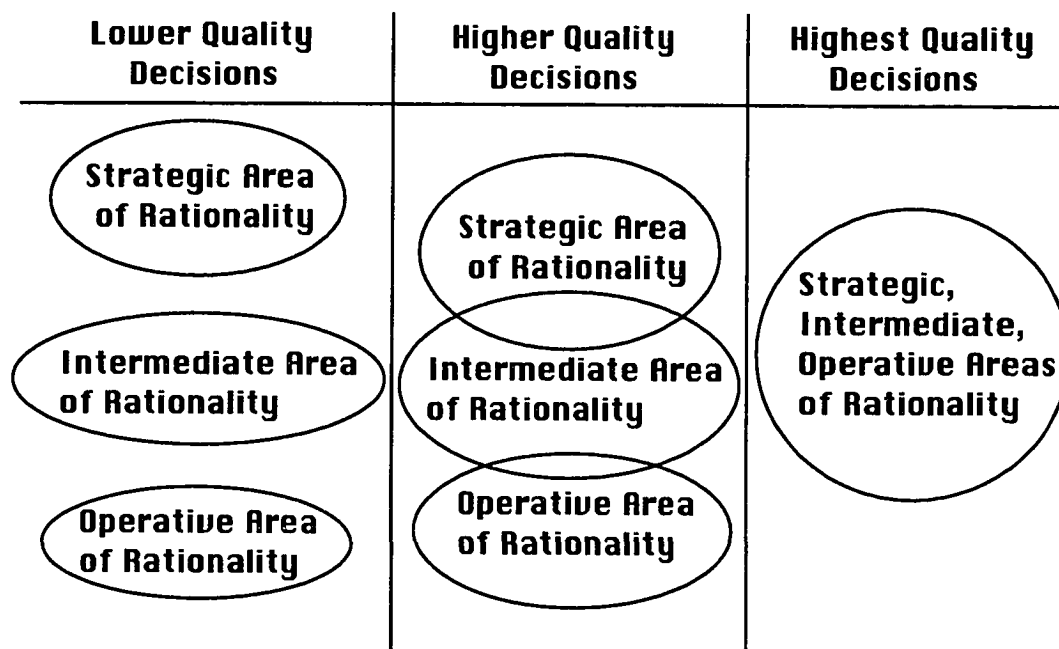 Lower Quality
Decisions
Higher Quality
Decisions
Highest Quality
Decisions
Strategic Area
of Rationality
Intermediate Area
of Rationality
Operative Area
of Rationality
Strategic Area
of Rationality
Intermediate Area
of Rationality
Operative Area
of Rationality
Strategic,
Intermediate,
Operative Areas
of Rationality